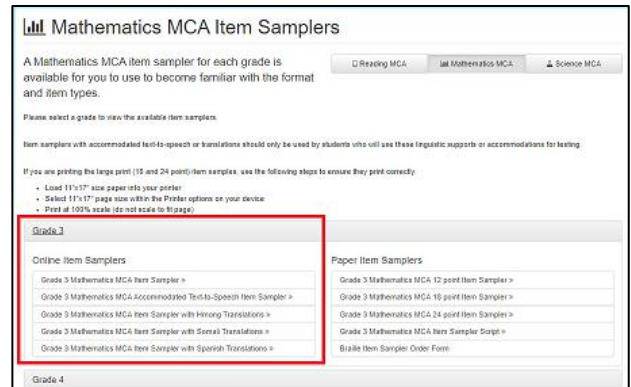 Mathematics MCA Item Samplers
A Mathematics MCA item sampler for each grade is
available for you to use to become familiar with the format
and item types.
Reading MCA
Mathematics MCA
Science MCA
Please select a grade to view the available item samplers.
Item samplers with accommodated text-to-speech or translations should only be used by students who will use these linguistic supports or accommodations for testing.
If you are printing the large print (18 and 24 point) item samples, use the following steps to ensure they print correctly.
• Load 11"x17" size paper into your printer
• Select 11"x17" page size within the Printer options on your device
• Print at 100% scale (do not scale to fit page)
Grade 3
Online Item Samplers
Grade 3 Mathematics MCA Item Sampler »
Grade 3 Mathematics MCA Accommodated Text-to-Speech Item Sampler »
Grade 3 Mathematics MCA Item Sampler with Hmong Translations »
Grade 3 Mathematics MCA Item Sampler with Somali Translations »
Grade 3 Mathematics MCA Item Sampler with Spanish Translations »
Paper Item Samplers
Grade 3 Mathematics MCA 12 point Item Sampler »
Grade 3 Mathematics MCA 18 point Item Sampler »
Grade 3 Mathematics MCA 24 point Item Sampler »
Grade 3 Mathematics MCA Item Sampler Script »
Braille Item Sampler Order Form
Grade 4